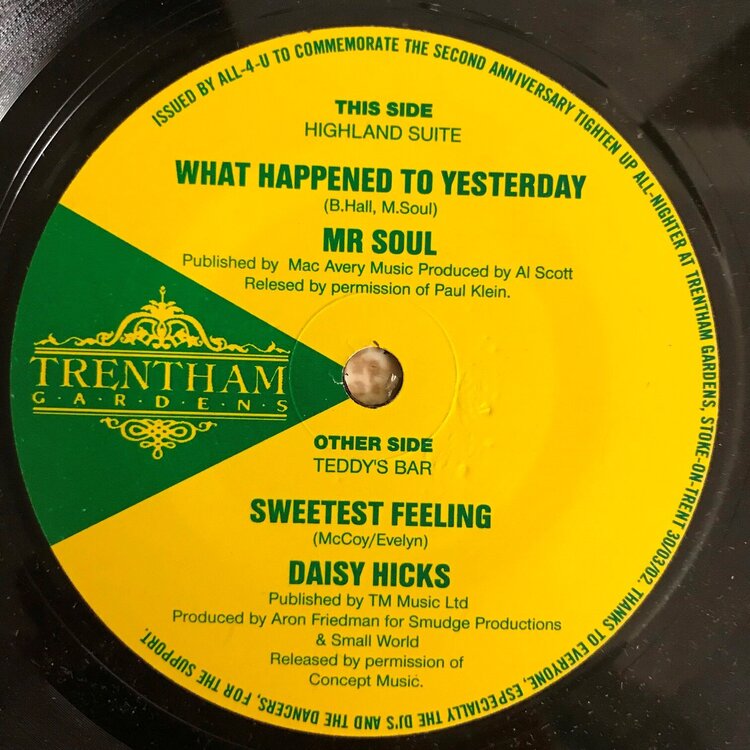 ISSUED BY ALL-4-U TO COMMEMORATE THE SECOND ANNIVERSARY TIGHTEN UP ALL-NIGHTER AT TRENTHAM GARDENS, STOKE-ON-TRENT 30/03/02. THANKS TO EVERYONE, ESPECIALLY THE DJ'S AND THE DANCERS, FOR THE SUPPORT.
THIS SIDE
HIGHLAND SUITE
WHAT HAPPENED TO YESTERDAY
(B.Hall, M.Soul)
MR SOUL
Published by Mac Avery Music Produced by Al Scott
Relesed by permission of Paul Klein.
TRENTHAM
G·A·R·D·E·N·S
OTHER SIDE
TEDDY'S BAR
SWEETEST FEELING
(McCoy/Evelyn)
DAISY HICKS
Published by TM Music Ltd
Produced by Aron Friedman for Smudge Productions
& Small World
Released by permission of
Concept Music.